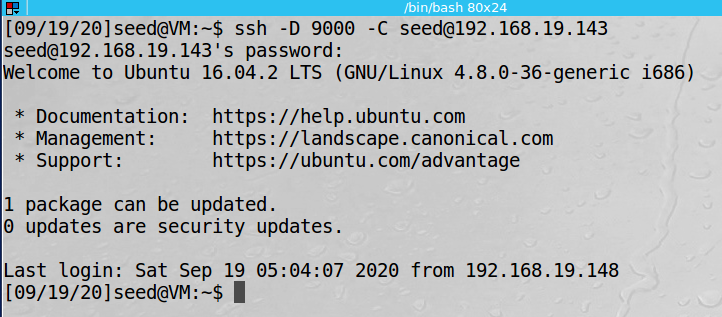 /bin/bash 80x24
[09/19/20]seed@VM:~$ ssh -D 9000 -C seed@192.168.19.143
seed@192.168.19.143's password:
Welcome to Ubuntu 16.04.2 LTS (GNU/Linux 4.8.0-36-generic i686)
* Documentation:  https://help.ubuntu.com
* Management:     https://landscape.canonical.com
* Support:        https://ubuntu.com/advantage
1 package can be updated.
0 updates are security updates.
Last login: Sat Sep 19 05:04:07 2020 from 192.168.19.148
[09/19/20]seed@VM:~$